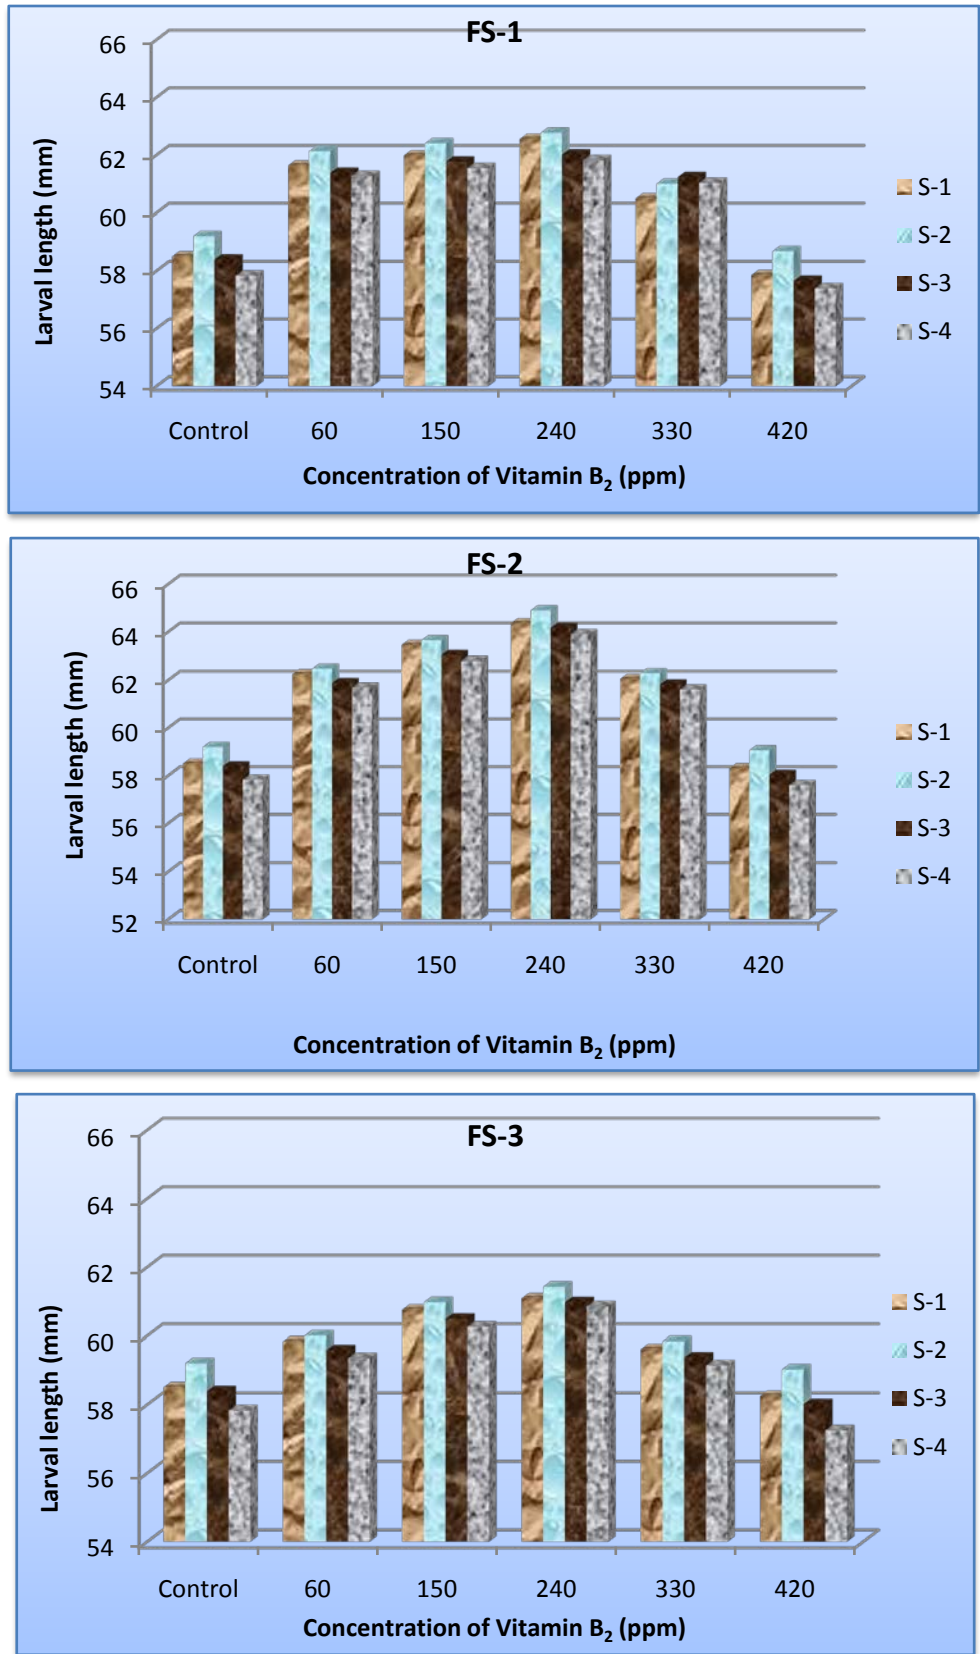 FS-1
66
64
62
60
58
56
54
Larval length (mm)
Control 60 150 240 330 420
Concentration of Vitamin B₂ (ppm)
S-1
S-2
S-3
S-4
FS-2
66
64
62
60
58
56
54
52
Larval length (mm)
Control 60 150 240 330 420
Concentration of Vitamin B₂ (ppm)
S-1
S-2
S-3
S-4
FS-3
66
64
62
60
58
56
54
Larval length (mm)
Control 60 150 240 330 420
Concentration of Vitamin B₂ (ppm)
S-1
S-2
S-3
S-4